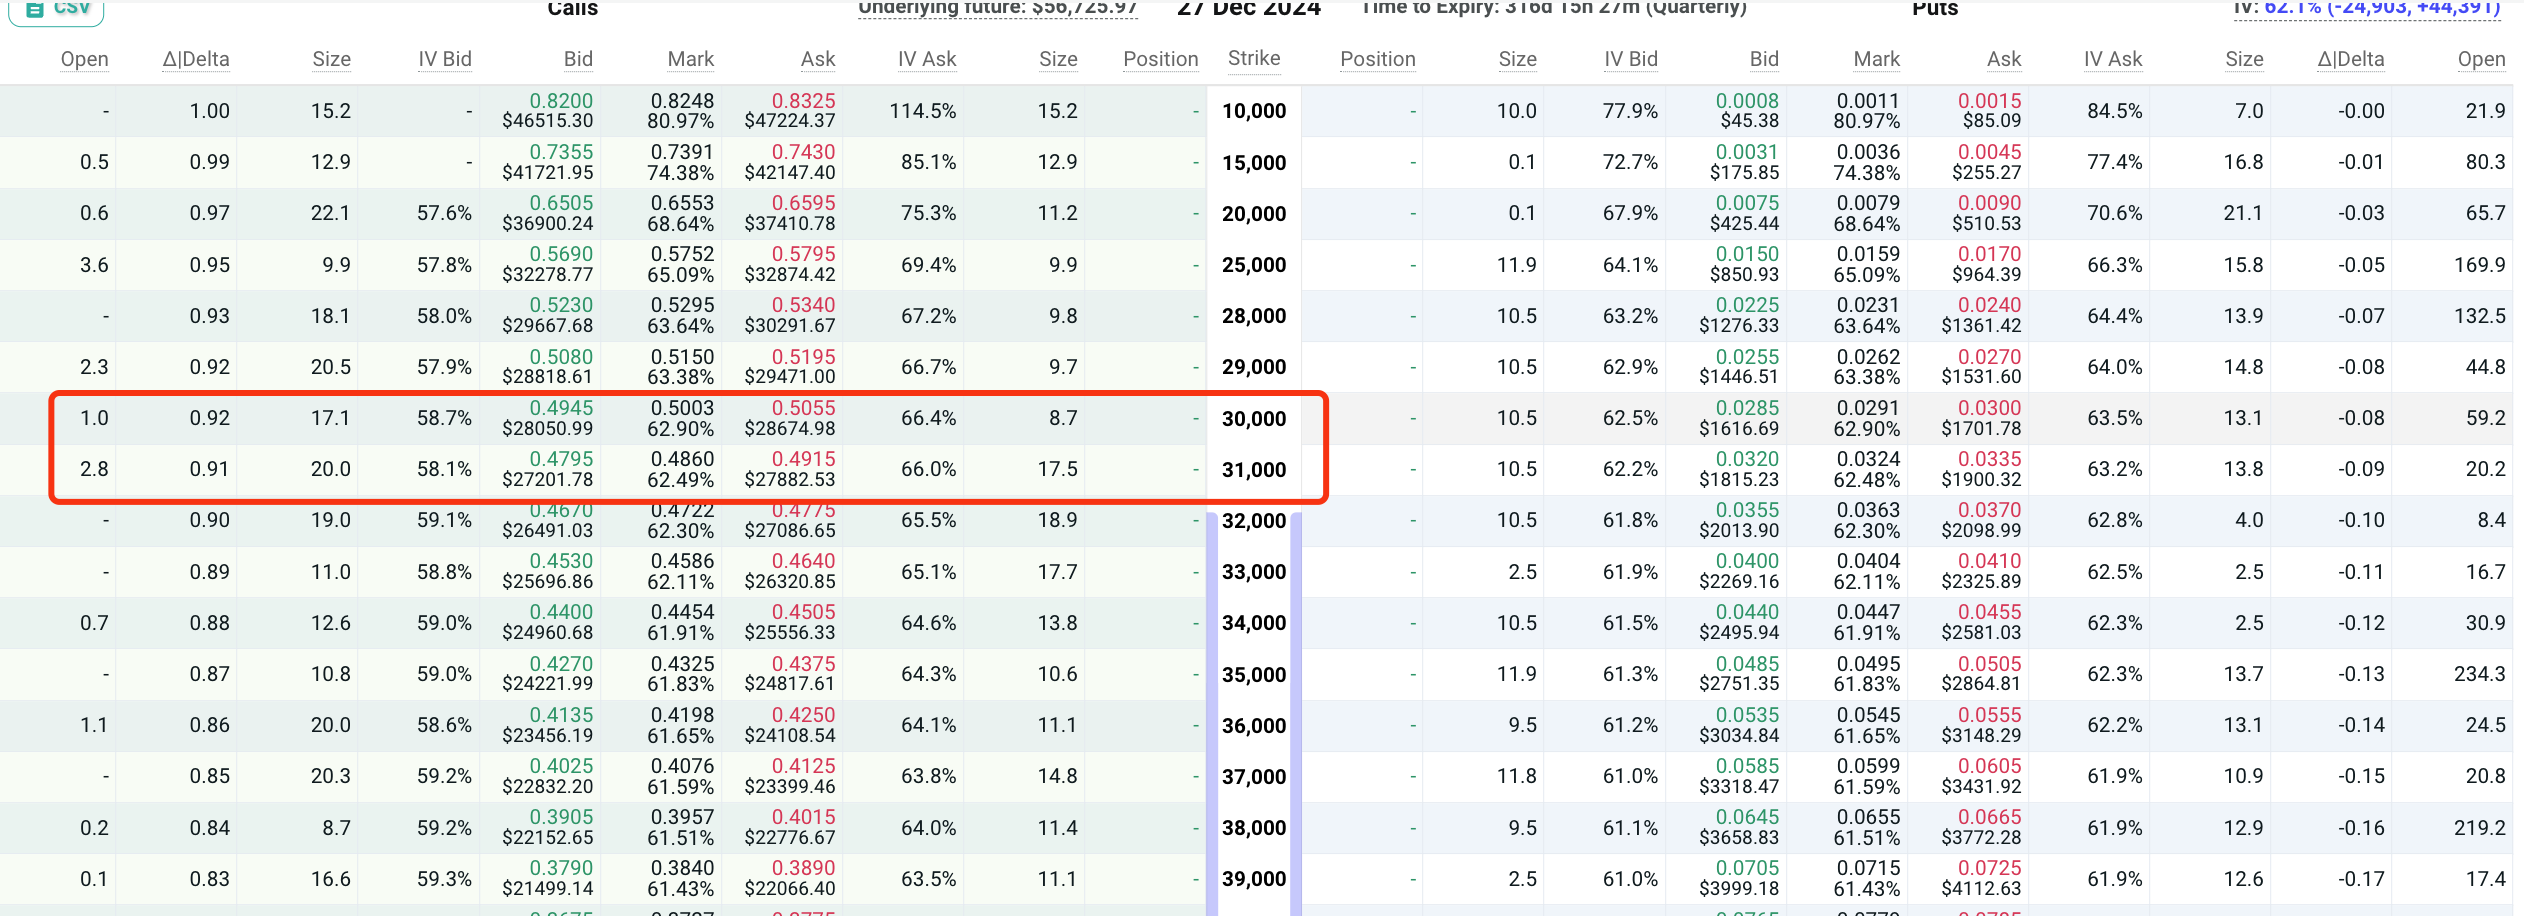 CSV Calls Underlying future: $56,725.97 27 Dec 2024 Time to Expiry: 316d 15h 27m (Quarterly) Puts IV: 62.1% (-24,903, +44,391)
Open Δ|Delta Size IV Bid Bid Mark Ask IV Ask Size Position Strike Position Size IV Bid Bid Mark Ask IV Ask Size Δ|Delta Open
0.8200 0.8248 0.8325 0.0008 0.0011 0.0015
- 1.00 15.2 - 114.5% 15.2 - 10,000 - 10.0 77.9% 84.5% 7.0 -0.00 21.9
$46515.30 80.97% $47224.37 $45.38 80.97% $85.09
0.7355 0.7391 0.7430 0.0031 0.0036 0.0045
0.5 0.99 12.9 - 85.1% 12.9 - 15,000 - 0.1 72.7% 77.4% 16.8 -0.01 80.3
$41721.95 74.38% $42147.40 $175.85 74.38% $255.27
0.6505 0.6553 0.6595 0.0075 0.0079 0.0090
0.6 0.97 22.1 57.6% 75.3% 11.2 - 20,000 - 0.1 67.9% 70.6% 21.1 -0.03 65.7
$36900.24 68.64% $37410.78 $425.44 68.64% $510.53
0.5690 0.5752 0.5795 0.0150 0.0159 0.0170
3.6 0.95 9.9 57.8% 69.4% 9.9 - 25,000 - 11.9 64.1% 66.3% 15.8 -0.05 169.9
$32278.77 65.09% $32874.42 $850.93 65.09% $964.39
0.5230 0.5295 0.5340 0.0225 0.0231 0.0240
- 0.93 18.1 58.0% 67.2% 9.8 - 28,000 - 10.5 63.2% 64.4% 13.9 -0.07 132.5
$29667.68 63.64% $30291.67 $1276.33 63.64% $1361.42
0.5080 0.5150 0.5195 0.0255 0.0262 0.0270
2.3 0.92 20.5 57.9% 66.7% 9.7 - 29,000 - 10.5 62.9% 64.0% 14.8 -0.08 44.8
$28818.61 63.38% $29471.00 $1446.51 63.38% $1531.60
0.4945 0.5003 0.5055 0.0285 0.0291 0.0300
1.0 0.92 17.1 58.7% 66.4% 8.7 - 30,000 - 10.5 62.5% 63.5% 13.1 -0.08 59.2
$28050.99 62.90% $28674.98 $1616.69 62.90% $1701.78
0.4795 0.4860 0.4915 0.0320 0.0324 0.0335
2.8 0.91 20.0 58.1% 66.0% 17.5 - 31,000 - 10.5 62.2% 63.2% 13.8 -0.09 20.2
$27201.78 62.49% $27882.53 $1815.23 62.48% $1900.32
0.4670 0.4722 0.4775 0.0355 0.0363 0.0370
- 0.90 19.0 59.1% 65.5% 18.9 - 32,000 - 10.5 61.8% 62.8% 4.0 -0.10 8.4
$26491.03 62.30% $27086.65 $2013.90 62.30% $2098.99
0.4530 0.4586 0.4640 0.0400 0.0404 0.0410
- 0.89 11.0 58.8% 65.1% 17.7 - 33,000 - 2.5 61.9% 62.5% 2.5 -0.11 16.7
$25696.86 62.11% $26320.85 $2269.16 62.11% $2325.89
0.4400 0.4454 0.4505 0.0440 0.0447 0.0455
0.7 0.88 12.6 59.0% 64.6% 13.8 - 34,000 - 10.5 61.5% 62.3% 2.5 -0.12 30.9
$24960.68 61.91% $25556.33 $2495.94 61.91% $2581.03
0.4270 0.4325 0.4375 0.0485 0.0495 0.0505
- 0.87 10.8 59.0% 64.3% 10.6 - 35,000 - 11.9 61.3% 62.3% 13.7 -0.13 234.3
$24221.99 61.83% $24817.61 $2751.35 61.83% $2864.81
0.4135 0.4198 0.4250 0.0535 0.0545 0.0555
1.1 0.86 20.0 58.6% 64.1% 11.1 - 36,000 - 9.5 61.2% 62.2% 13.1 -0.14 24.5
$23456.19 61.65% $24108.54 $3034.84 61.65% $3148.29
0.4025 0.4076 0.4125 0.0585 0.0599 0.0605
- 0.85 20.3 59.2% 63.8% 14.8 - 37,000 - 11.8 61.0% 61.9% 10.9 -0.15 20.8
$22832.20 61.59% $23399.46 $3318.47 61.59% $3431.92
0.3905 0.3957 0.4015 0.0645 0.0655 0.0665
0.2 0.84 8.7 59.2% 64.0% 11.4 - 38,000 - 9.5 61.1% 61.9% 12.9 -0.16 219.2
$22152.65 61.51% $22776.67 $3658.83 61.51% $3772.28
0.3790 0.3840 0.3890 0.0705 0.0715 0.0725
0.1 0.83 16.6 59.3% 63.5% 11.1 - 39,000 - 2.5 61.0% 61.9% 12.6 -0.17 17.4
$21499.14 61.43% $22066.40 $3999.18 61.43% $4112.63